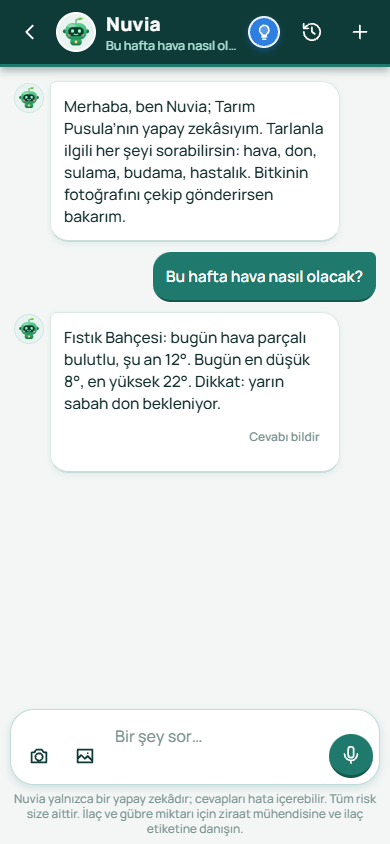 Nuvia
Bu hafta hava nasıl ol...
Merhaba, ben Nuvia; Tarım
Pusula'nın yapay zekâsıyım. Tarlanla
ilgili her şeyi sorabilirsin: hava, don,
sulama, budama, hastalık. Bitkinin
fotoğrafını çekip gönderirsen
bakarım.
Bu hafta hava nasıl olacak?
Fıstık Bahçesi: bugün hava parçalı
bulutlu, şu an 12°. Bugün en düşük
8°, en yüksek 22°. Dikkat: yarın
sabah don bekleniyor.
Cevabı bildir
Bir şey sor...
Nuvia yalnızca bir yapay zekâdır; cevapları hata içerebilir. Tüm risk
size aittir. İlaç ve gübre miktarı için ziraat mühendisine ve ilaç
etiketine danışın.